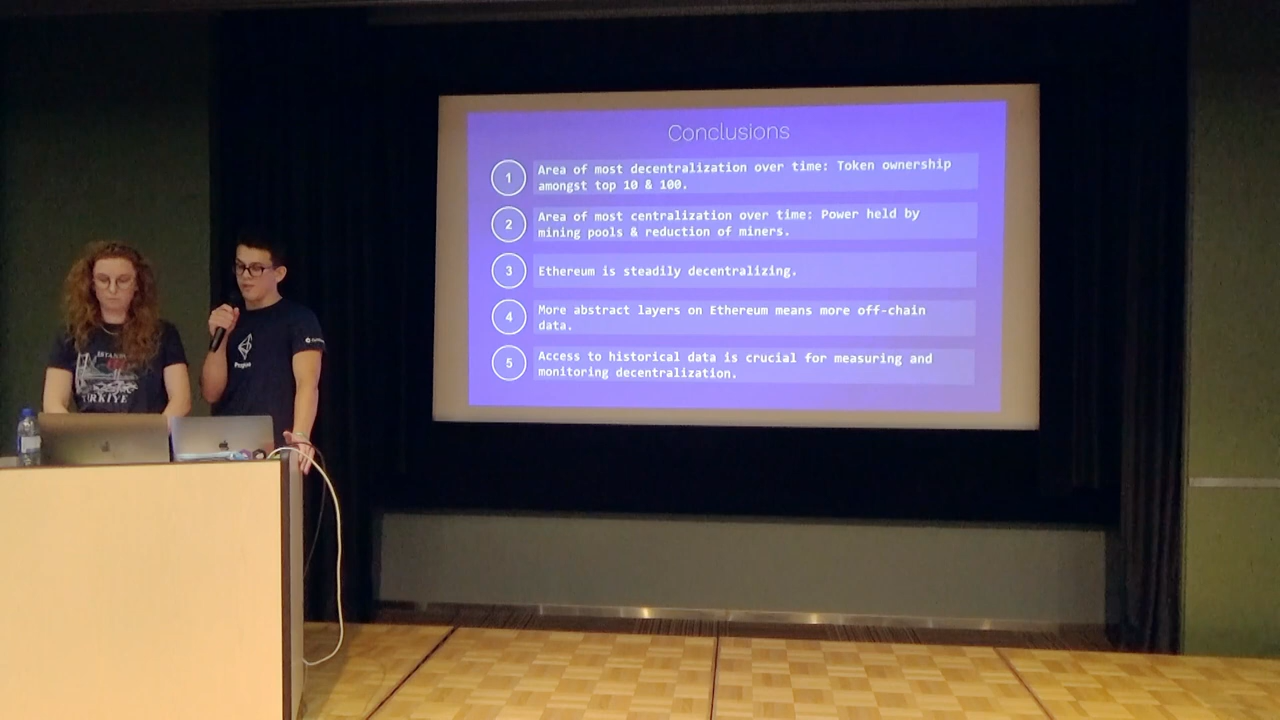 Conclusions
1
Area of most decentralization over time: Token ownership
amongst top 10 & 100.
2
Area of most centralization over time: Power held by
mining pools & reduction of miners.
3
Ethereum is steadily decentralizing.
4
More abstract layers on Ethereum means more off-chain
data.
5
Access to historical data is crucial for measuring and
monitoring decentralization.
TÜRKİYE